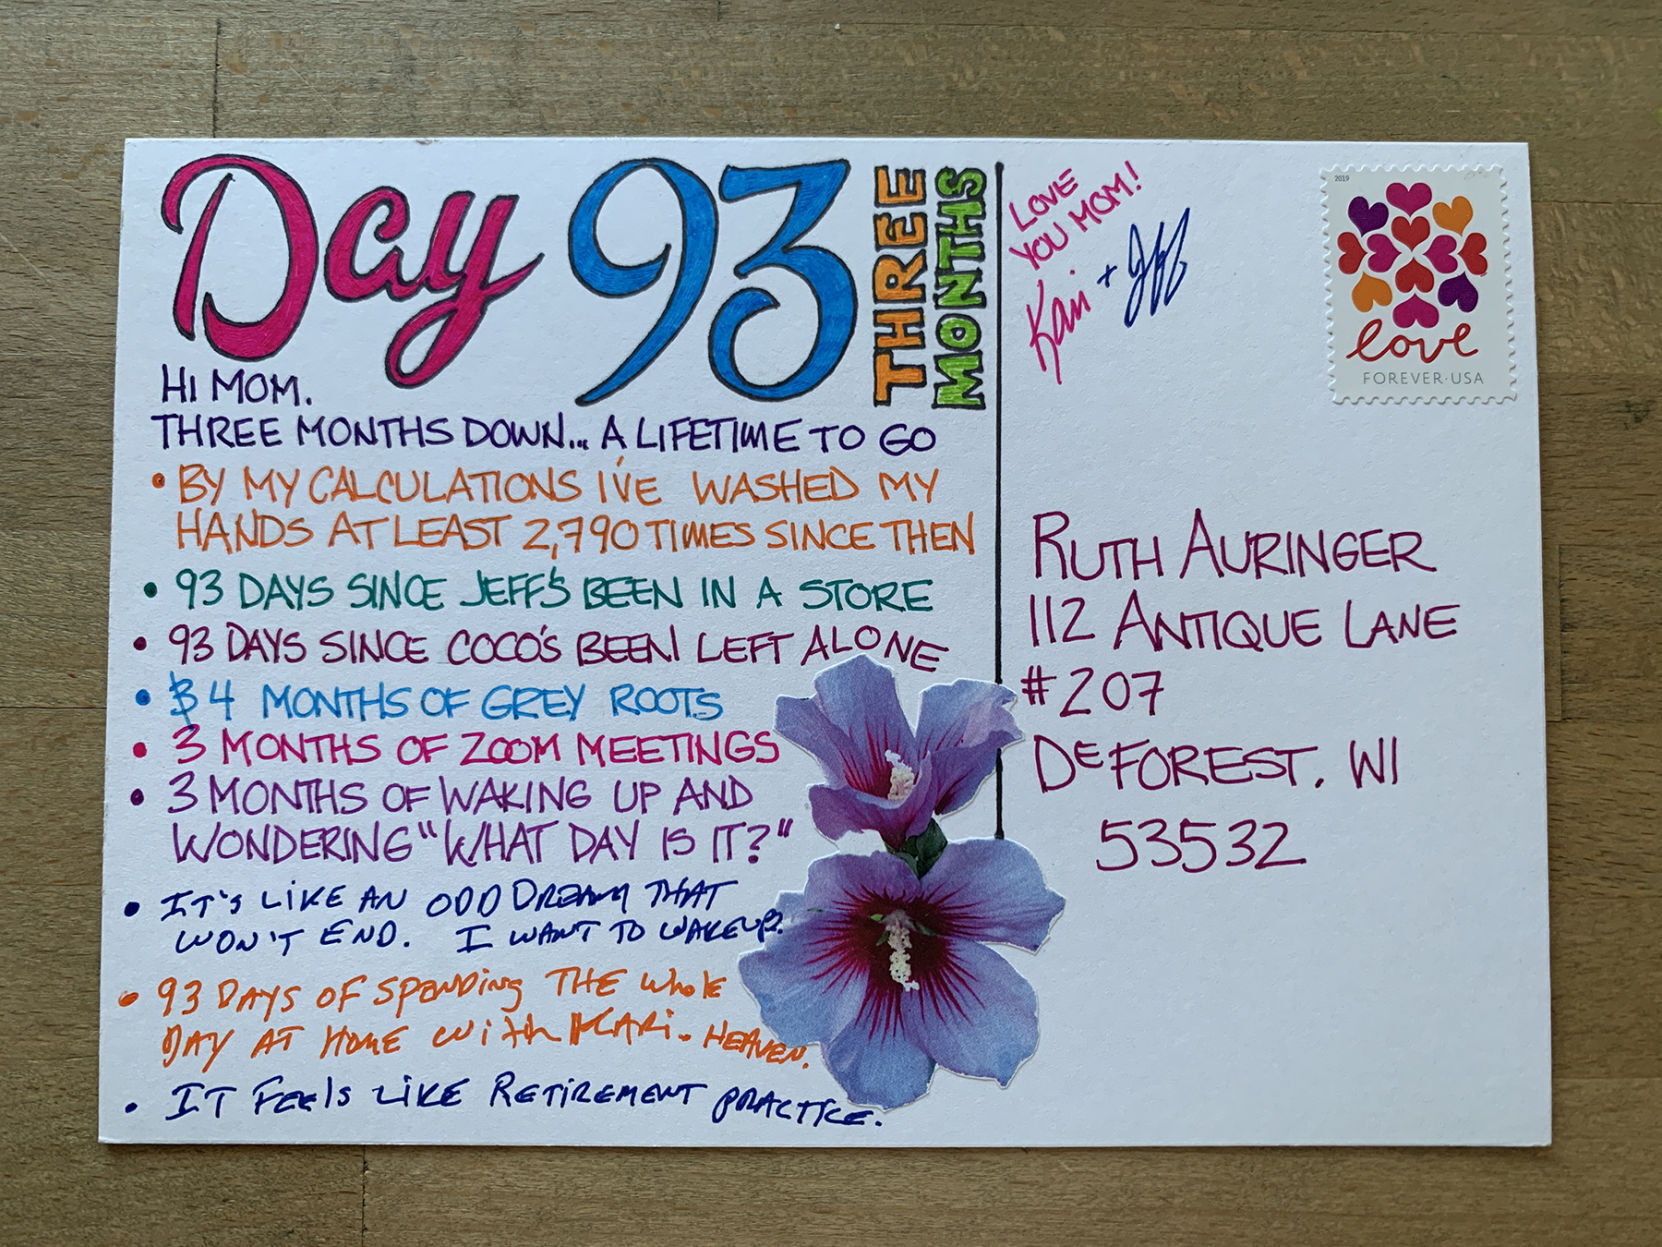 Day 93
THREE
MONTHS
HI MOM.
THREE MONTHS DOWN... A LIFETIME TO GO
• BY MY CALCULATIONS I'VE WASHED MY
HANDS AT LEAST 2,790 TIMES SINCE THEN
• 93 DAYS SINCE JEFF'S BEEN IN A STORE
• 93 DAYS SINCE COCO'S BEEN LEFT ALONE
• 4 MONTHS OF GREY ROOTS
• 3 MONTHS OF ZOOM MEETINGS
• 3 MONTHS OF WAKING UP AND
WONDERING "WHAT DAY IS IT?"
• IT'S LIKE AN ODD DREAM THAT
WON'T END. I WANT TO WAKE UP.
• 93 DAYS OF SPENDING THE WHOLE
DAY AT HOME WITH KARI. HEAVEN.
• IT FEELS LIKE RETIREMENT PRACTICE.
LOVE
YOU MOM!
Kari + Jeff
2019
love
FOREVER·USA
RUTH AURINGER
112 ANTIQUE LANE
#207
DEFOREST. WI
53532